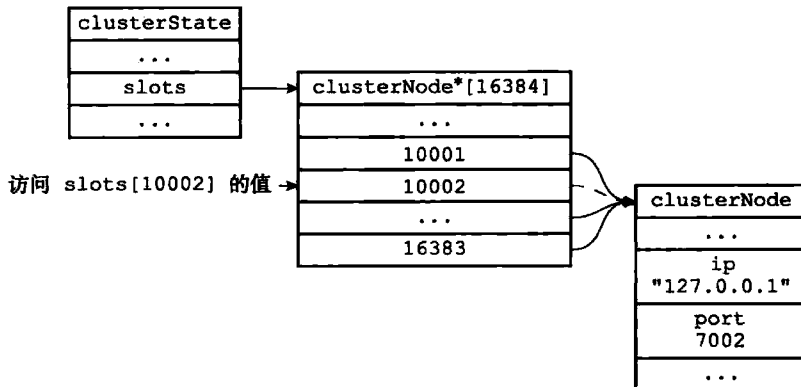 clusterState
...
slots
...
clusterNode*[16384]
...
10001
访问 slots[10002] 的值
10002
...
16383
clusterNode
...
ip
"127.0.0.1"
port
7002
...